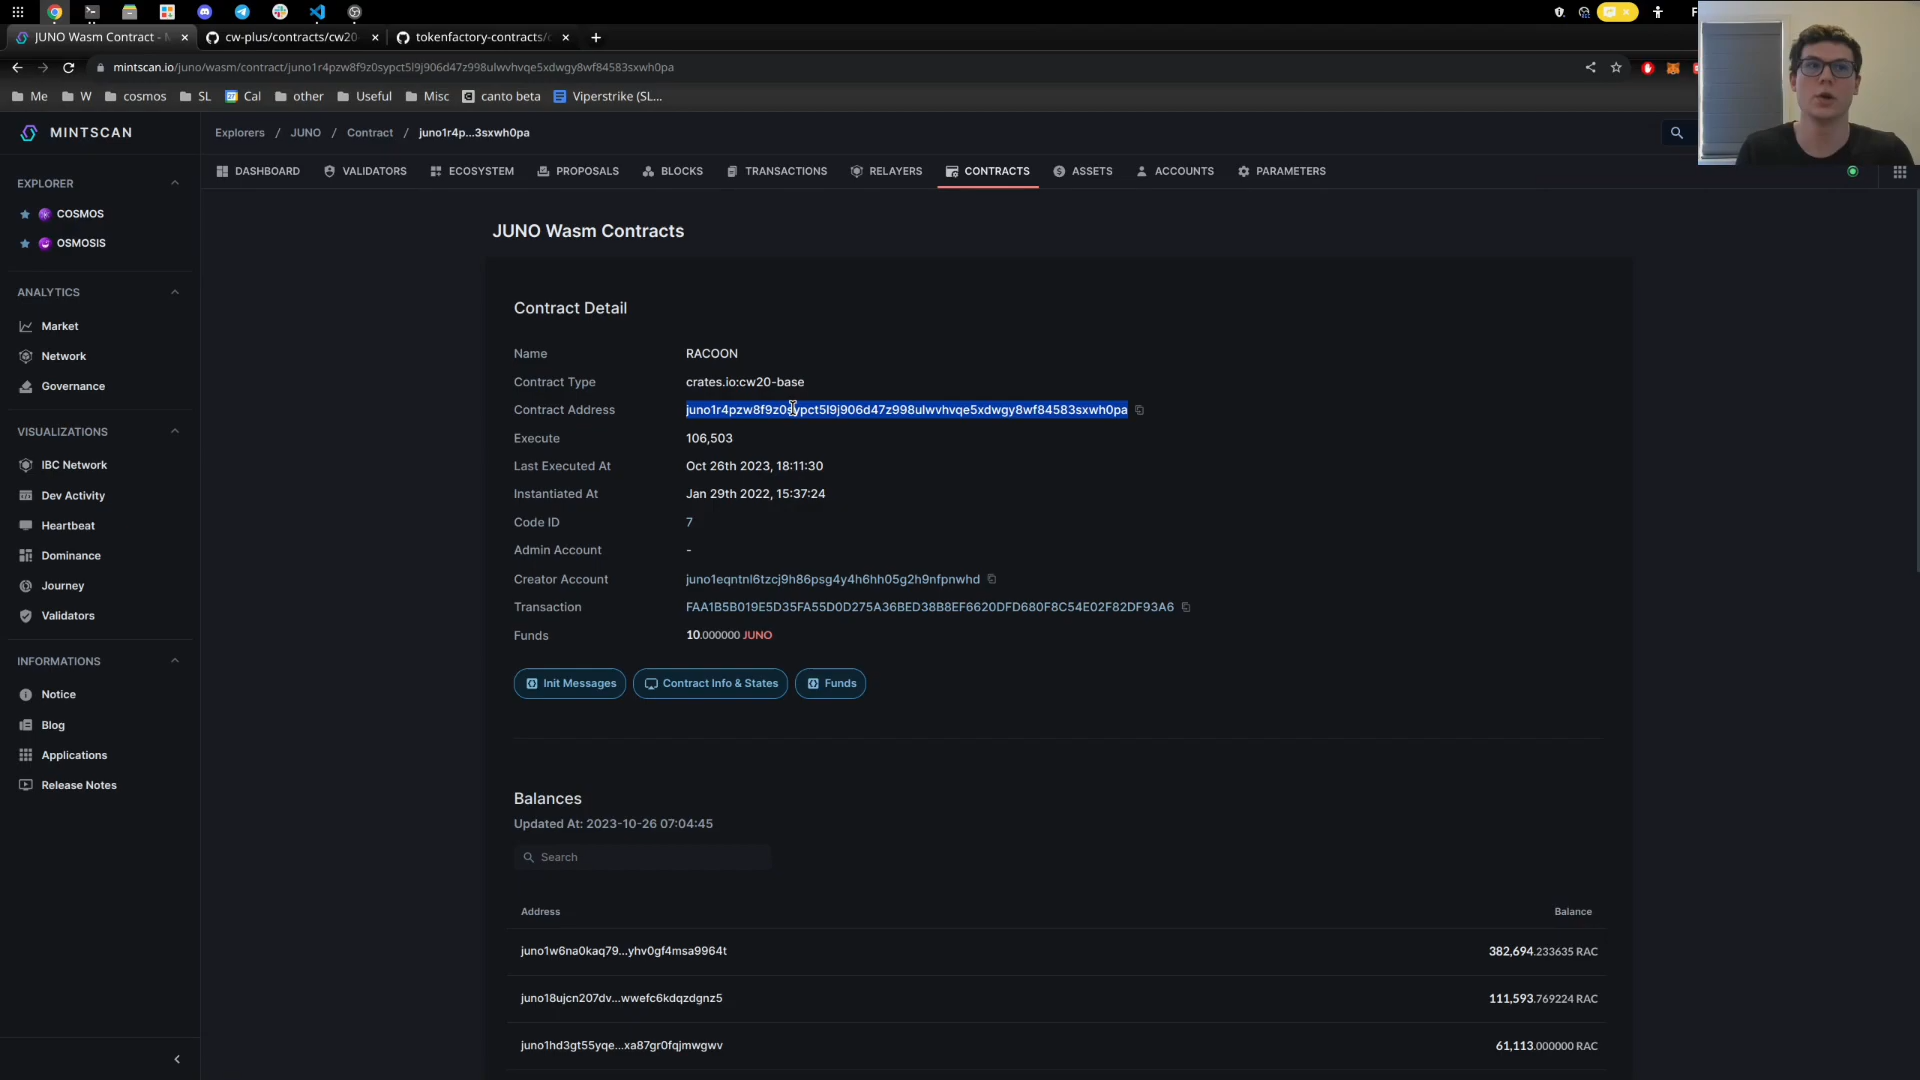 JUNO Wasm Contract -
cw-plus/contracts/cw20-
tokenfactory-contracts/c
mintscan.io/juno/wasm/contract/juno1r4pzw8f9z0sypct5l9j906d47z998ulwvhvqe5xdwgy8wf84583sxwh0pa
Me
W
cosmos
SL
Cal
other
Useful
Misc
canto beta
Viperstrike (SL...
MINTSCAN
Explorers / JUNO / Contract / juno1r4p...3sxwh0pa
DASHBOARD
VALIDATORS
ECOSYSTEM
PROPOSALS
BLOCKS
TRANSACTIONS
RELAYERS
CONTRACTS
ASSETS
ACCOUNTS
PARAMETERS
EXPLORER
COSMOS
OSMOSIS
ANALYTICS
Market
Network
Governance
VISUALIZATIONS
IBC Network
Dev Activity
Heartbeat
Dominance
Journey
Validators
INFORMATIONS
Notice
Blog
Applications
Release Notes
JUNO Wasm Contracts
Contract Detail
Name RACOON
Contract Type crates.io:cw20-base
Contract Address juno1r4pzw8f9z0sypct5l9j906d47z998ulwvhvqe5xdwgy8wf84583sxwh0pa
Execute 106,503
Last Executed At Oct 26th 2023, 18:11:30
Instantiated At Jan 29th 2022, 15:37:24
Code ID 7
Admin Account -
Creator Account juno1eqntnl6tzcj9h86psg4y4h6hh05g2h9nfpnwhd
Transaction FAA1B5B019E5D35FA55D0D275A36BED38B8EF6620DFD680F8C54E02F82DF93A6
Funds 10.000000 JUNO
Init Messages
Contract Info & States
Funds
Balances
Updated At: 2023-10-26 07:04:45
Search
Address Balance
juno1w6na0kaq79...yhv0gf4msa9964t 382,694.233635 RAC
juno18ujcn207dv...wwefc6kdqzdgnz5 111,593.769224 RAC
juno1hd3gt55yqe...xa87gr0fqjmwgwv 61,113.000000 RAC